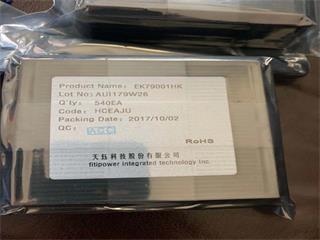 Product Name: EK79001HK
Lot No: AUI179W26
Q'ty: 540EA
Code: HCEAJU
Packing Date: 2017/10/02
QC:
RoHS
天鈺科技股份有限公司
fitipower integrated technology inc.